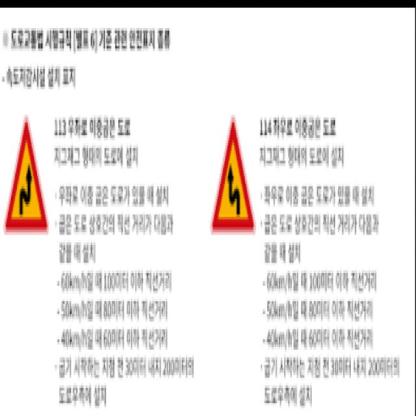 ※ 도로교통법 시행규칙 [별표 6] 기준 관련 안전표지 종류
- 속도저감시설 설치 표지
113 우좌로 이중굽은 도로
지그재그 형태의 도로에 설치
· 우좌로 이중 굽은 도로가 있을 때 설치
· 굽은 도로 상호간의 직선 거리가 다음과
같을 때 설치
- 60km/h일 때 100미터 이하 직선거리
- 50km/h일 때 80미터 이하 직선거리
- 40km/h일 때 60미터 이하 직선거리
· 굽기 시작하는 지점 전 30미터 내지 200미터의
도로우측에 설치
114 좌우로 이중굽은 도로
지그재그 형태의 도로에 설치
· 좌우로 이중 굽은 도로가 있을 때 설치
· 굽은 도로 상호간의 직선 거리가 다음과
같을 때 설치
- 60km/h일 때 100미터 이하 직선거리
- 50km/h일 때 80미터 이하 직선거리
- 40km/h일 때 60미터 이하 직선거리
· 굽기 시작하는 지점 전 30미터 내지 200미터의
도로우측에 설치